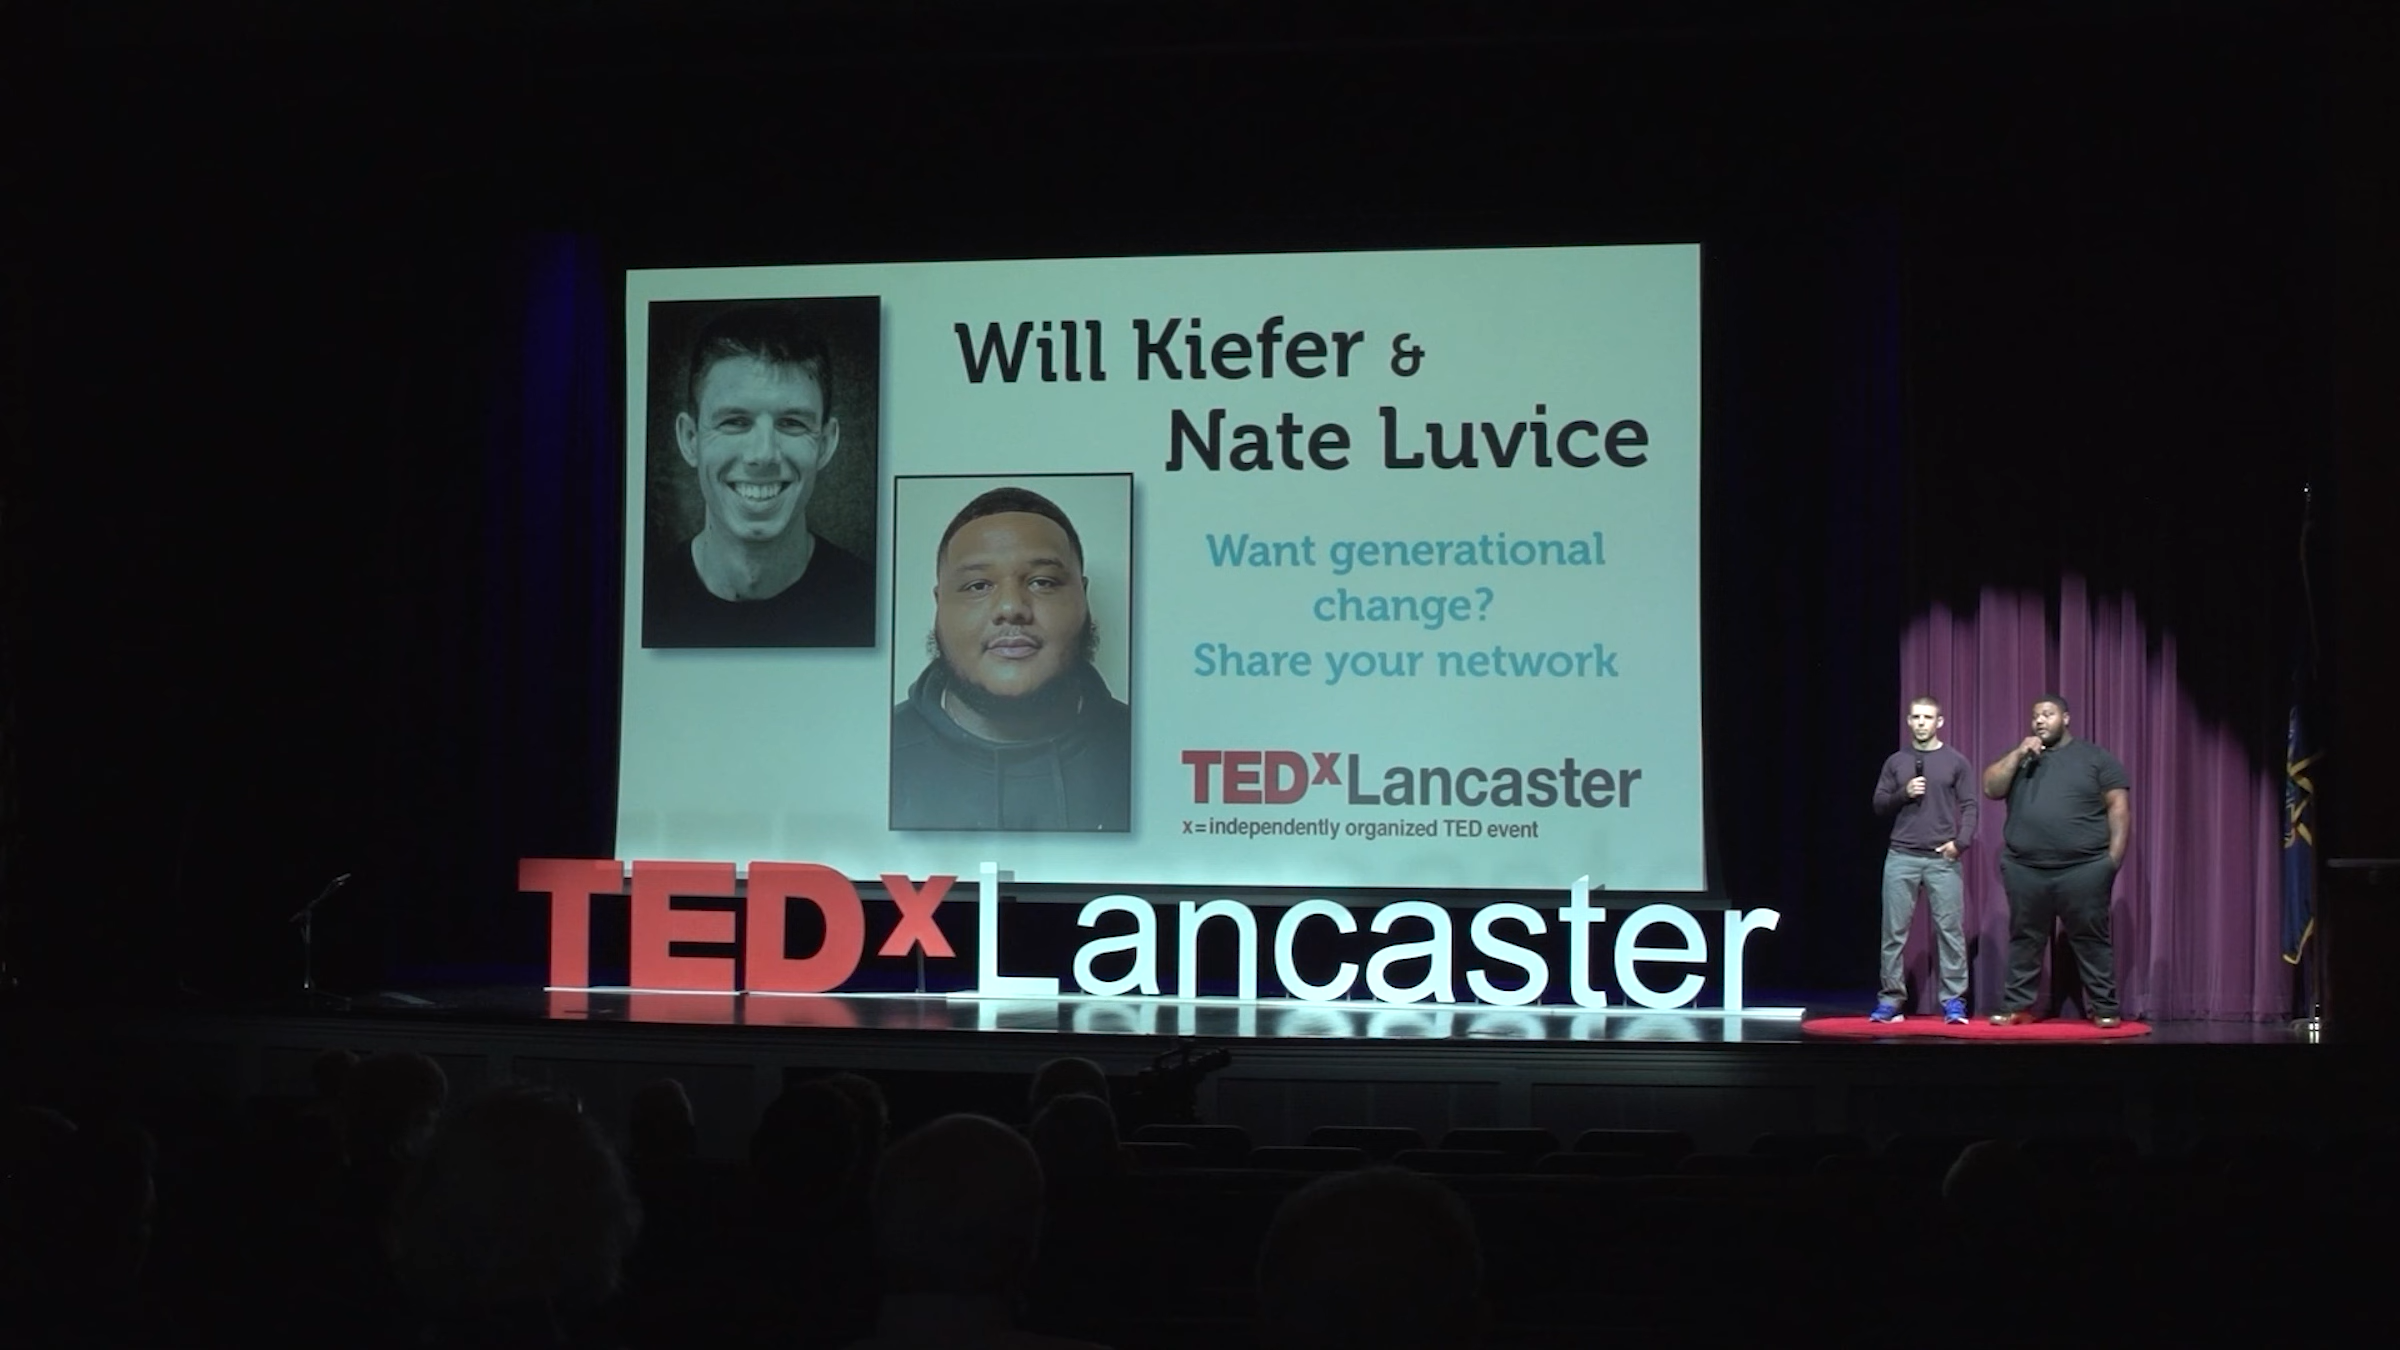 Will Kiefer &
Nate Luvice
Want generational
change?
Share your network
TEDxLancaster
x=independently organized TED event
TEDxLancaster